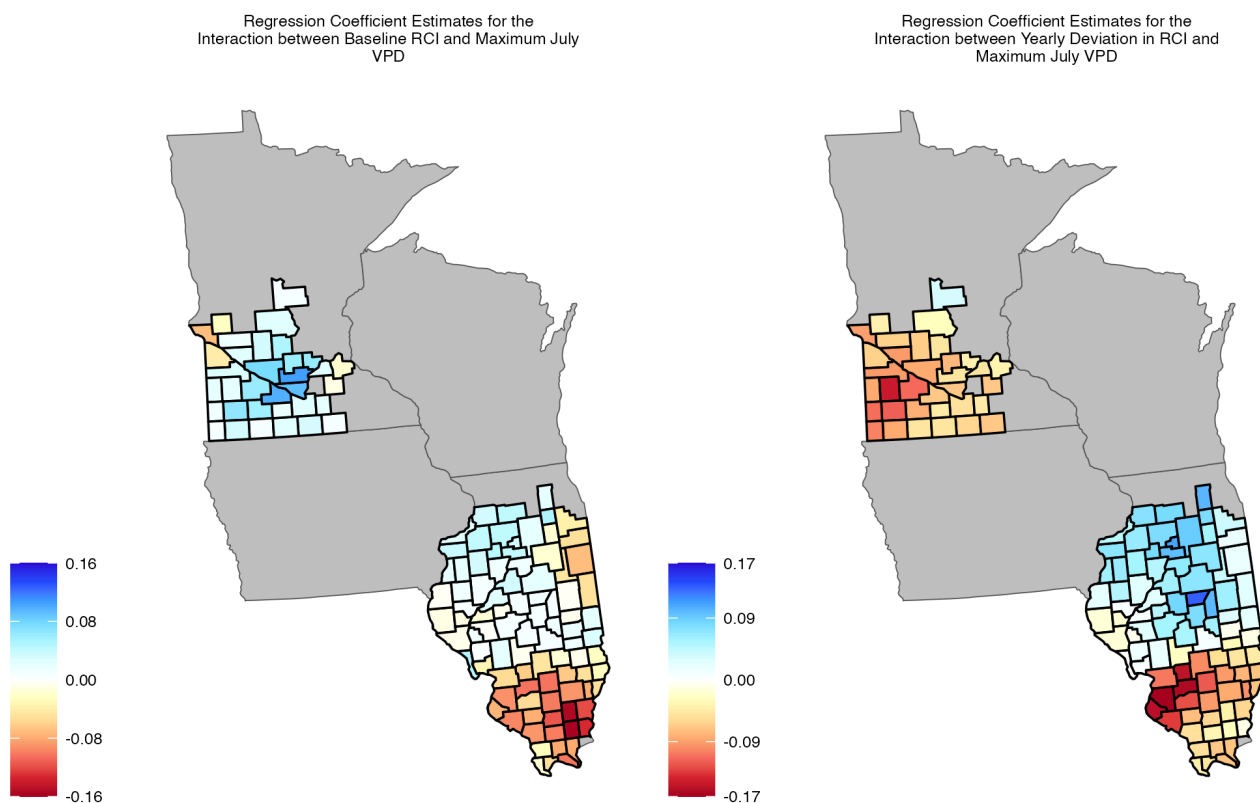 Regression Coefficient Estimates for the
Interaction between Baseline RCI and Maximum July
VPD
0.16
0.08
0.00
-0.08
-0.16
Regression Coefficient Estimates for the
Interaction between Yearly Deviation in RCI and
Maximum July VPD
0.17
0.09
0.00
-0.09
-0.17